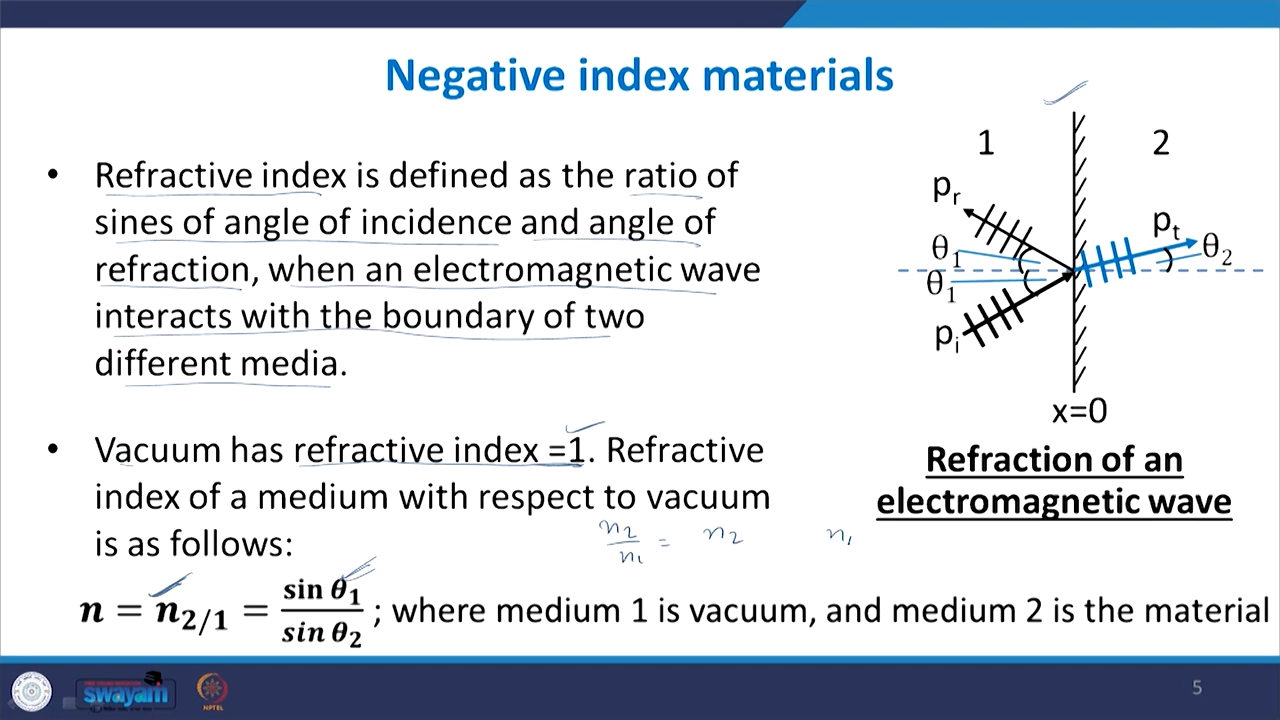 Negative index materials
• Refractive index is defined as the ratio of
sines of angle of incidence and angle of
refraction, when an electromagnetic wave
interacts with the boundary of two
different media.
• Vacuum has refractive index =1. Refractive
index of a medium with respect to vacuum
is as follows:
n₂/n₁ = n₂ n₁
n = n₂/₁ = sin θ₁ / sin θ₂ ; where medium 1 is vacuum, and medium 2 is the material
1 2
pᵣ
pₜ
θ₁ θ₂
θ₁
pᵢ
x=0
Refraction of an
electromagnetic wave
swayam
NPTEL
5